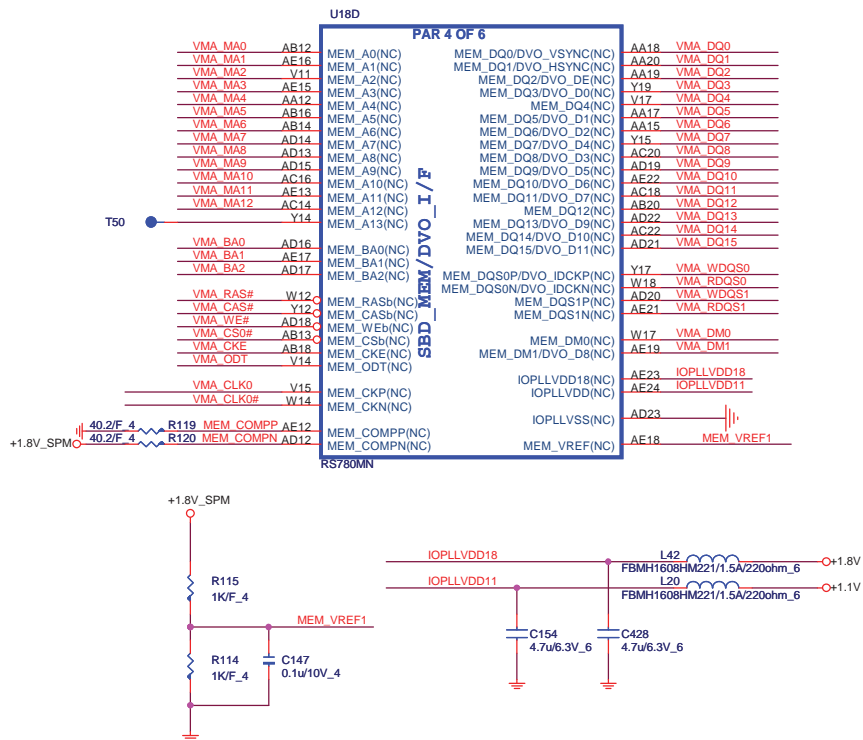 U18D
PAR 4 OF 6
VMA_MA0 AB12 MEM_A0(NC) MEM_DQ0/DVO_VSYNC(NC) AA18 VMA_DQ0
VMA_MA1 AE16 MEM_A1(NC) MEM_DQ1/DVO_HSYNC(NC) AA20 VMA_DQ1
VMA_MA2 V11 MEM_A2(NC) MEM_DQ2/DVO_DE(NC) AA19 VMA_DQ2
VMA_MA3 AE15 MEM_A3(NC) MEM_DQ3/DVO_D0(NC) Y19 VMA_DQ3
VMA_MA4 AA12 MEM_A4(NC) MEM_DQ4(NC) V17 VMA_DQ4
VMA_MA5 AB16 MEM_A5(NC) MEM_DQ5/DVO_D1(NC) AA17 VMA_DQ5
VMA_MA6 AB14 MEM_A6(NC) MEM_DQ6/DVO_D2(NC) AA15 VMA_DQ6
VMA_MA7 AD14 MEM_A7(NC) MEM_DQ7/DVO_D4(NC) Y15 VMA_DQ7
VMA_MA8 AD13 MEM_A8(NC) MEM_DQ8/DVO_D3(NC) AC20 VMA_DQ8
VMA_MA9 AD15 MEM_A9(NC) MEM_DQ9/DVO_D5(NC) AD19 VMA_DQ9
VMA_MA10 AC16 MEM_A10(NC) MEM_DQ10/DVO_D6(NC) AE22 VMA_DQ10
VMA_MA11 AE13 MEM_A11(NC) MEM_DQ11/DVO_D7(NC) AC18 VMA_DQ11
VMA_MA12 AC14 MEM_A12(NC) MEM_DQ12(NC) AB20 VMA_DQ12
T50 Y14 MEM_A13(NC) MEM_DQ13/DVO_D9(NC) AD22 VMA_DQ13
MEM_DQ14/DVO_D10(NC) AC22 VMA_DQ14
VMA_BA0 AD16 MEM_BA0(NC) MEM_DQ15/DVO_D11(NC) AD21 VMA_DQ15
VMA_BA1 AE17 MEM_BA1(NC)
VMA_BA2 AD17 MEM_BA2(NC) MEM_DQS0P/DVO_IDCKP(NC) Y17 VMA_WDQS0
MEM_DQS0N/DVO_IDCKN(NC) W18 VMA_RDQS0
VMA_RAS# W12 MEM_RASb(NC) MEM_DQS1P(NC) AD20 VMA_WDQS1
VMA_CAS# Y12 MEM_CASb(NC) MEM_DQS1N(NC) AE21 VMA_RDQS1
VMA_WE# AD18 MEM_WEb(NC)
VMA_CS0# AB13 MEM_CSb(NC) MEM_DM0(NC) W17 VMA_DM0
VMA_CKE AB18 MEM_CKE(NC) MEM_DM1/DVO_D8(NC) AE19 VMA_DM1
VMA_ODT V14 MEM_ODT(NC)
IOPLLVDD18(NC) AE23 IOPLLVDD18
VMA_CLK0 V15 MEM_CKP(NC) IOPLLVDD(NC) AE24 IOPLLVDD11
VMA_CLK0# W14 MEM_CKN(NC)
IOPLLVSS(NC) AD23
40.2/F_4 R119 MEM_COMPP AE12 MEM_COMPP(NC)
+1.8V_SPM 40.2/F_4 R120 MEM_COMPN AD12 MEM_COMPN(NC) MEM_VREF(NC) AE18 MEM_VREF1
SBD_MEM/DVO_I/F
RS780MN
+1.8V_SPM
R115
1K/F_4
MEM_VREF1
R114
1K/F_4
C147
0.1u/10V_4
IOPLLVDD18 L42 +1.8V
FBMH1608HM221/1.5A/220ohm_6
IOPLLVDD11 L20 +1.1V
FBMH1608HM221/1.5A/220ohm_6
C154 C428
4.7u/6.3V_6 4.7u/6.3V_6